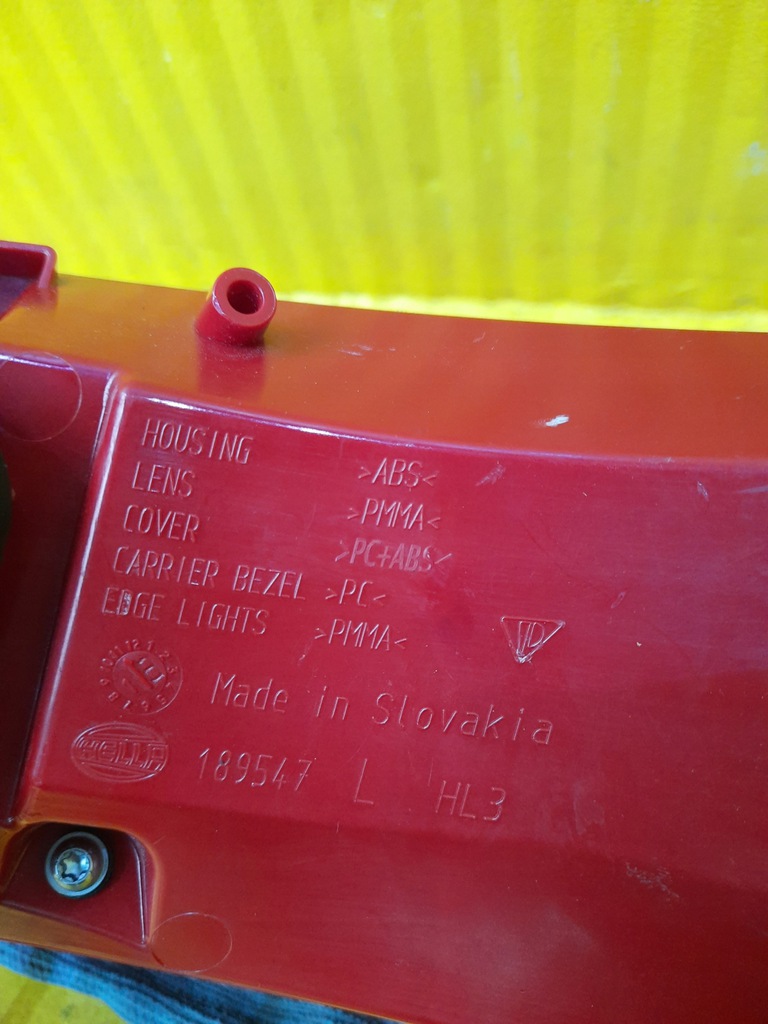 HOUSING >ABS<
LENS >PMMA<
COVER >PC+ABS<
CARRIER BEZEL >PC<
EDGE LIGHTS >PMMA<
Made in Slovakia
HELLA 189547 L HL3